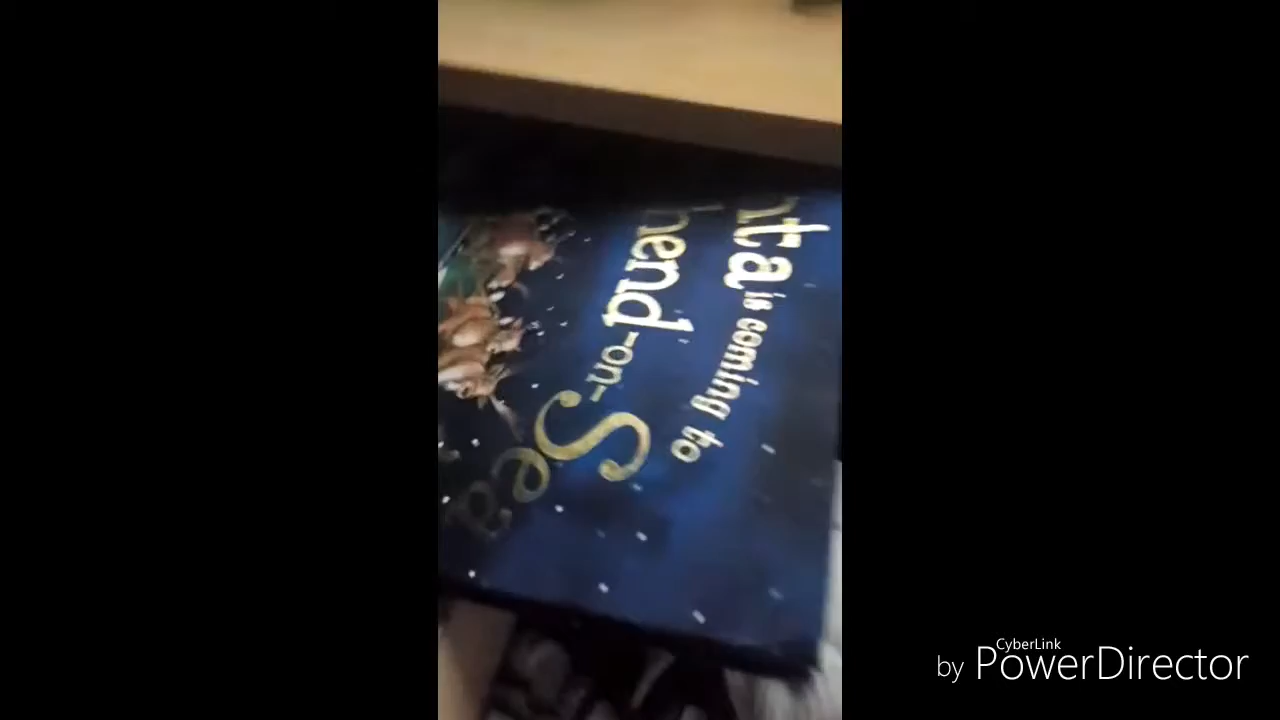 nta is coming to
hend-on-Sea
CyberLink
by PowerDirector